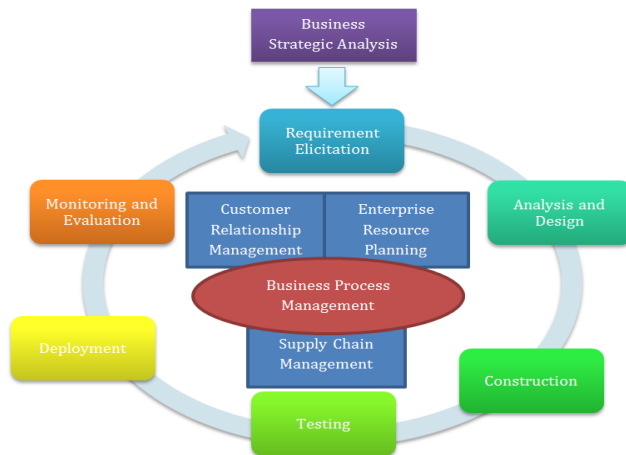 Business
Strategic Analysis
Requirement
Elicitation
Monitoring and
Evaluation
Customer
Relationship
Management
Enterprise
Resource
Planning
Analysis and
Design
Business Process
Management
Deployment
Supply Chain
Management
Construction
Testing